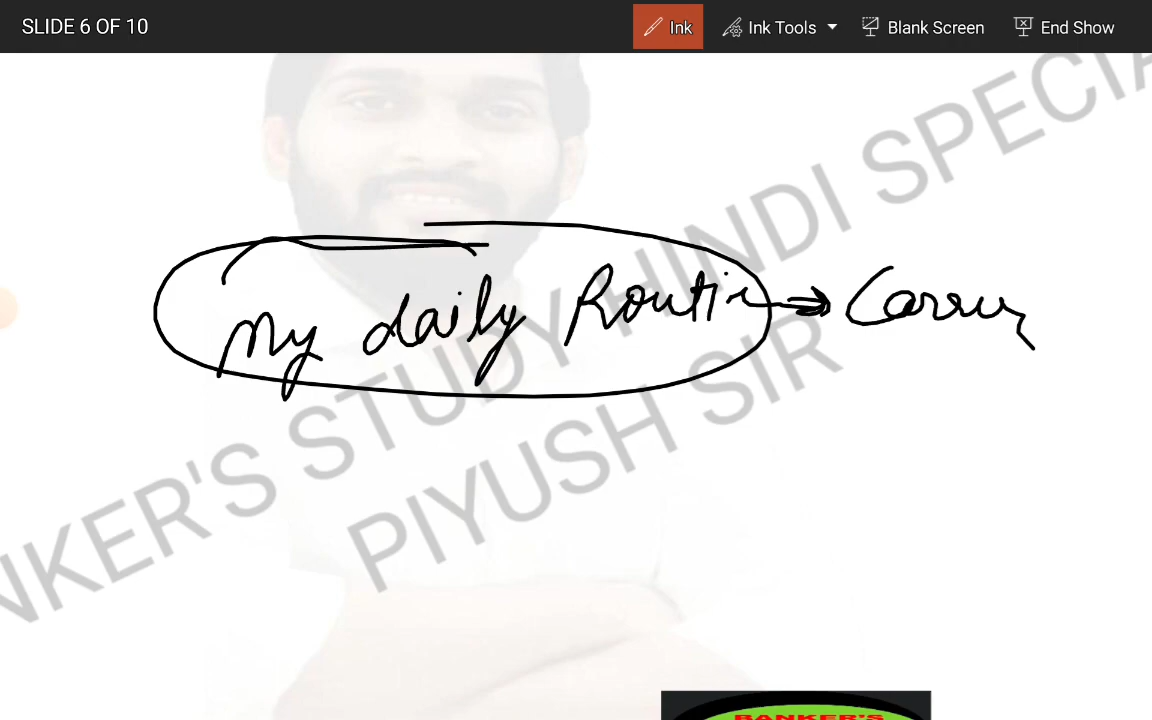 SLIDE 6 OF 10
Ink
Ink Tools
Blank Screen
End Show
NKER'S STUDY HINDI SPECIA
PIYUSH SIR
My daily Routi →
BANKER'S